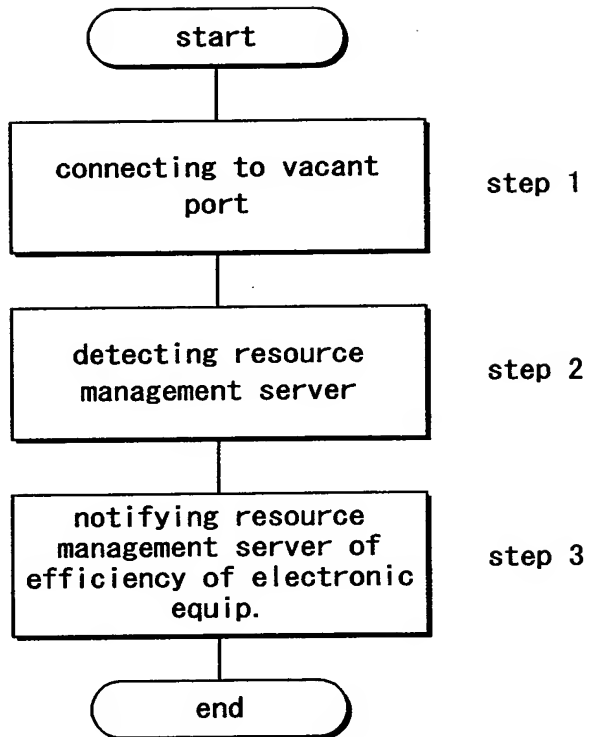 start
connecting to vacant
port
step 1
detecting resource
management server
step 2
notifying resource
management server of
efficiency of electronic
equip.
step 3
end